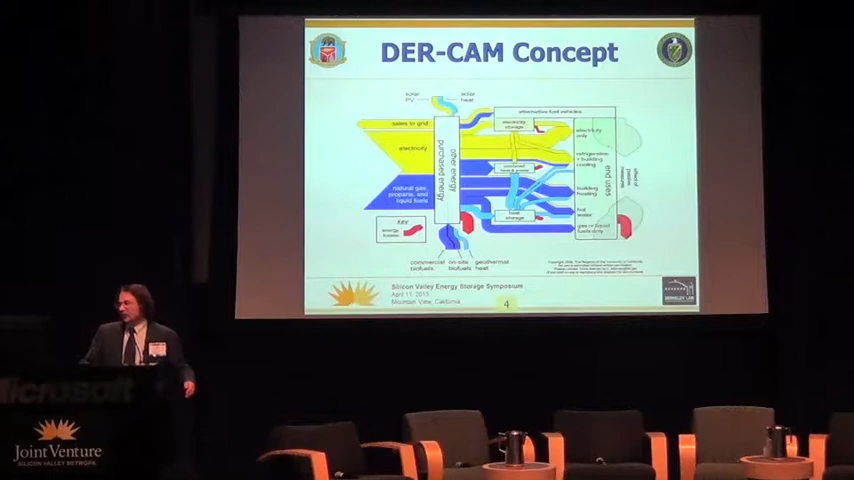 DER-CAM Concept
solar PV
solar heat
alternative fuel vehicles
sales to grid
electricity storage
electricity only
electricity
purchased energy
other energy
refrigeration + building cooling
combined heat & power
end uses
natural gas, propane, and liquid fuels
building heating
heat storage
hot water
gas or liquid fuels only
KEY
energy losses
commercial biofuels
on-site biofuels
geothermal heat
Silicon Valley Energy Storage Symposium
Mountain View, California
4
BERKELEY LAB
Microsoft
Joint Venture
SILICON VALLEY NETWORK